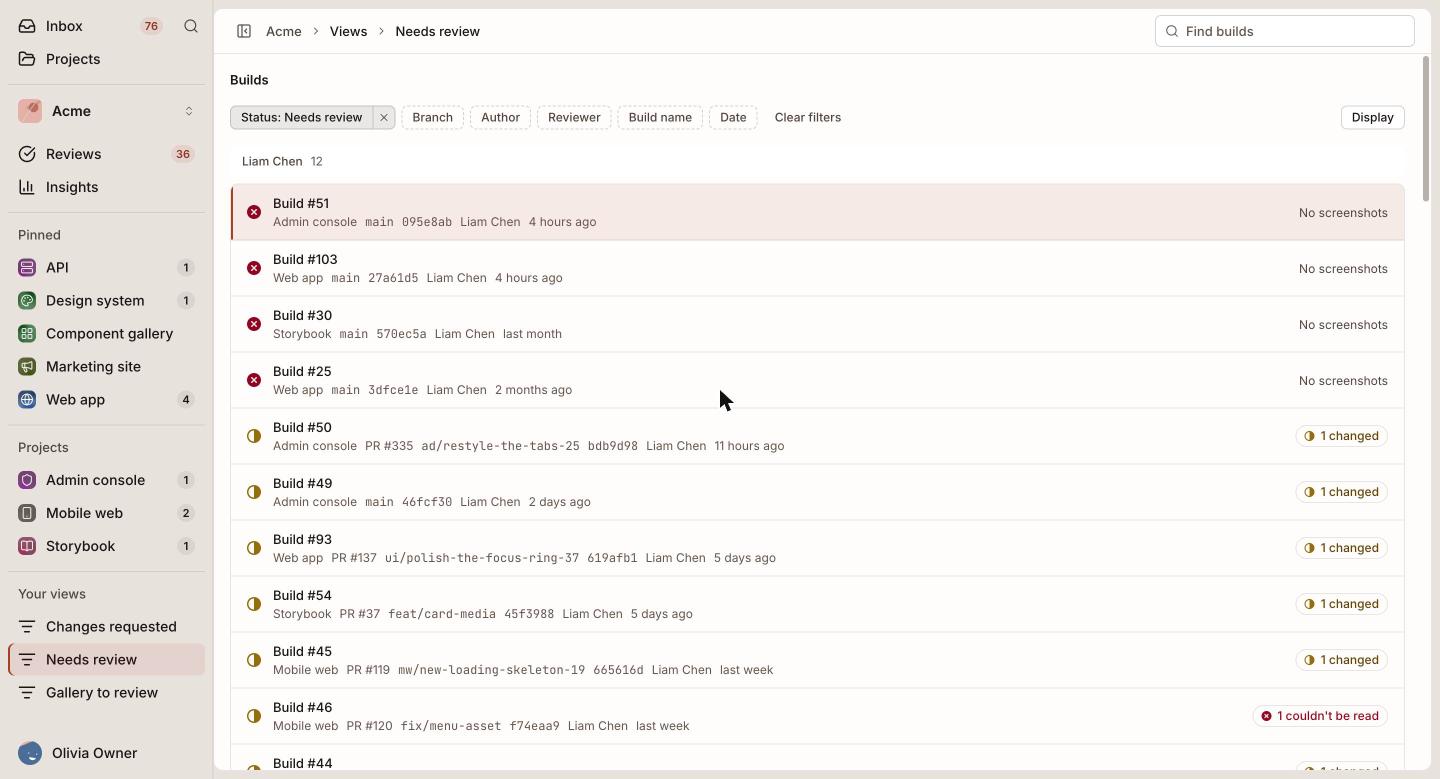 Inbox 76
Projects
Acme
Reviews 36
Insights
Pinned
API 1
Design system 1
Component gallery
Marketing site
Web app 4
Projects
Admin console 1
Mobile web 2
Storybook 1
Your views
Changes requested
Needs review
Gallery to review
Olivia Owner
Acme Views Needs review
Find builds
Builds
Status: Needs review Branch Author Reviewer Build name Date Clear filters Display
Liam Chen 12
Build #51
Admin console main 095e8ab Liam Chen 4 hours ago
No screenshots
Build #103
Web app main 27a61d5 Liam Chen 4 hours ago
No screenshots
Build #30
Storybook main 570ec5a Liam Chen last month
No screenshots
Build #25
Web app main 3dfce1e Liam Chen 2 months ago
No screenshots
Build #50
Admin console PR #335 ad/restyle-the-tabs-25 bdb9d98 Liam Chen 11 hours ago
1 changed
Build #49
Admin console main 46fcf30 Liam Chen 2 days ago
1 changed
Build #93
Web app PR #137 ui/polish-the-focus-ring-37 619afb1 Liam Chen 5 days ago
1 changed
Build #54
Storybook PR #37 feat/card-media 45f3988 Liam Chen 5 days ago
1 changed
Build #45
Mobile web PR #119 mw/new-loading-skeleton-19 665616d Liam Chen last week
1 changed
Build #46
Mobile web PR #120 fix/menu-asset f74eaa9 Liam Chen last week
1 couldn't be read
Build #44
1 changed